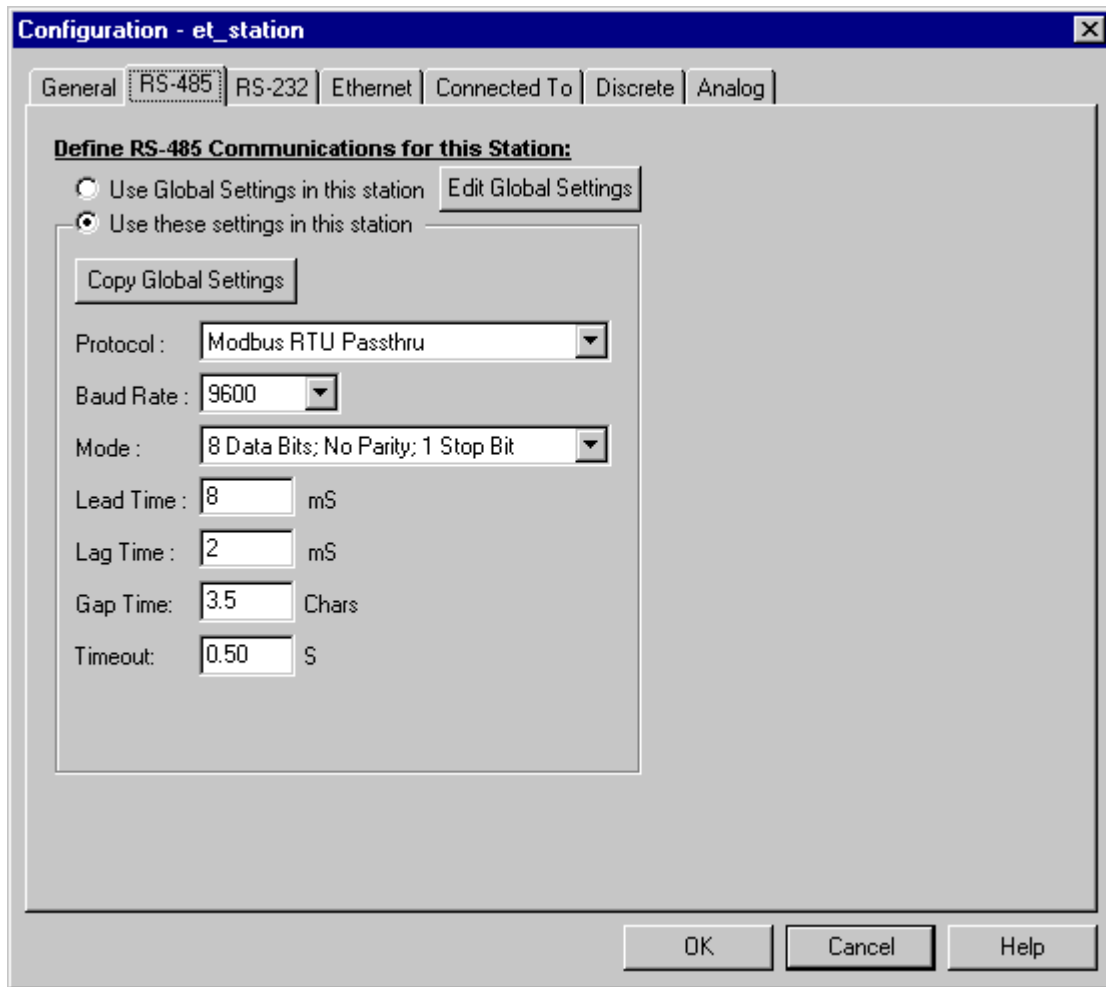 Configuration - et_station
General RS-485 RS-232 Ethernet Connected To Discrete Analog
Define RS-485 Communications for this Station:
Use Global Settings in this station Edit Global Settings
Use these settings in this station
Copy Global Settings
Protocol : Modbus RTU Passthru
Baud Rate : 9600
Mode : 8 Data Bits; No Parity; 1 Stop Bit
Lead Time : 8 mS
Lag Time : 2 mS
Gap Time: 3.5 Chars
Timeout: 0.50 S
OK Cancel Help